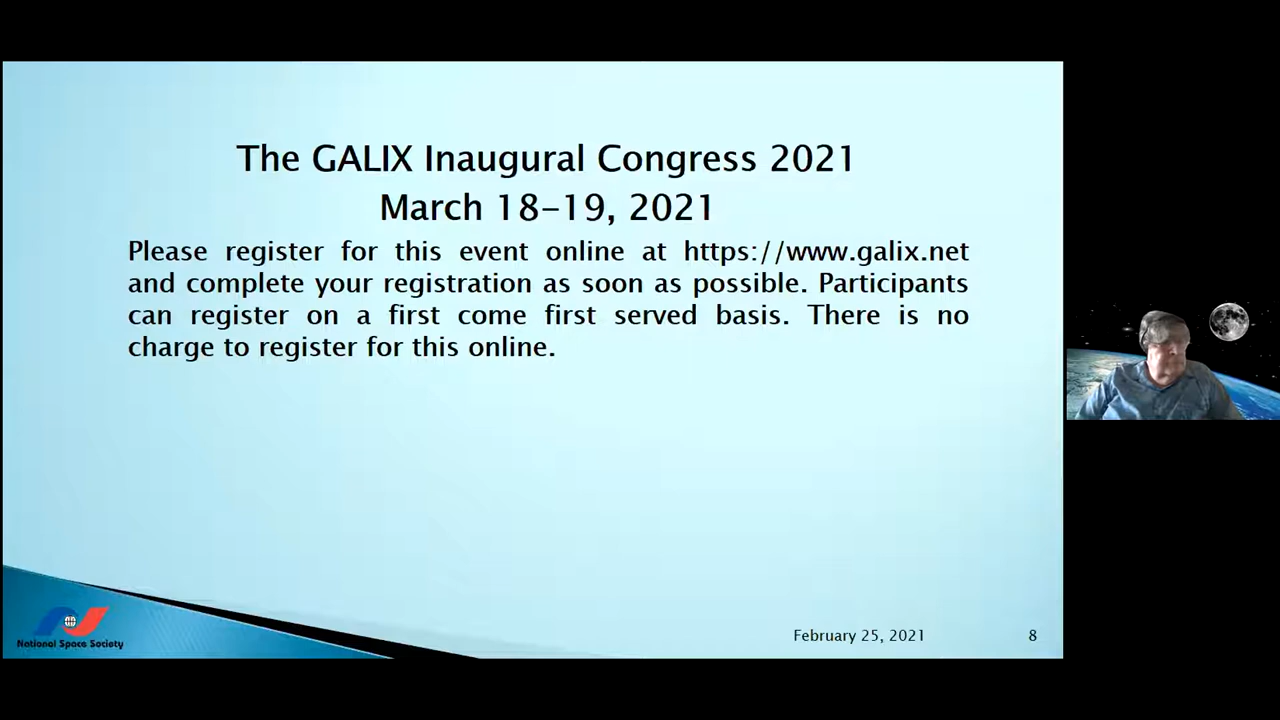 The GALIX Inaugural Congress 2021
March 18-19, 2021
Please register for this event online at https://www.galix.net
and complete your registration as soon as possible. Participants
can register on a first come first served basis. There is no
charge to register for this online.
National Space Society
February 25, 2021
8